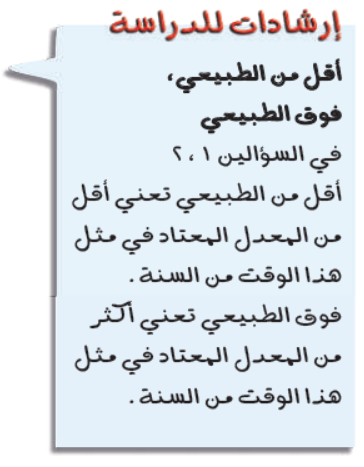 إرشادات للدراسة
أقل من الطبيعي،
فوق الطبيعي
في السؤالين ١ ، ٢
أقل من الطبيعي تعني أقل
من المعدل المعتاد في مثل
هذا الوقت من السنة .
فوق الطبيعي تعني أكثر
من المعدل المعتاد في مثل
هذا الوقت من السنة .